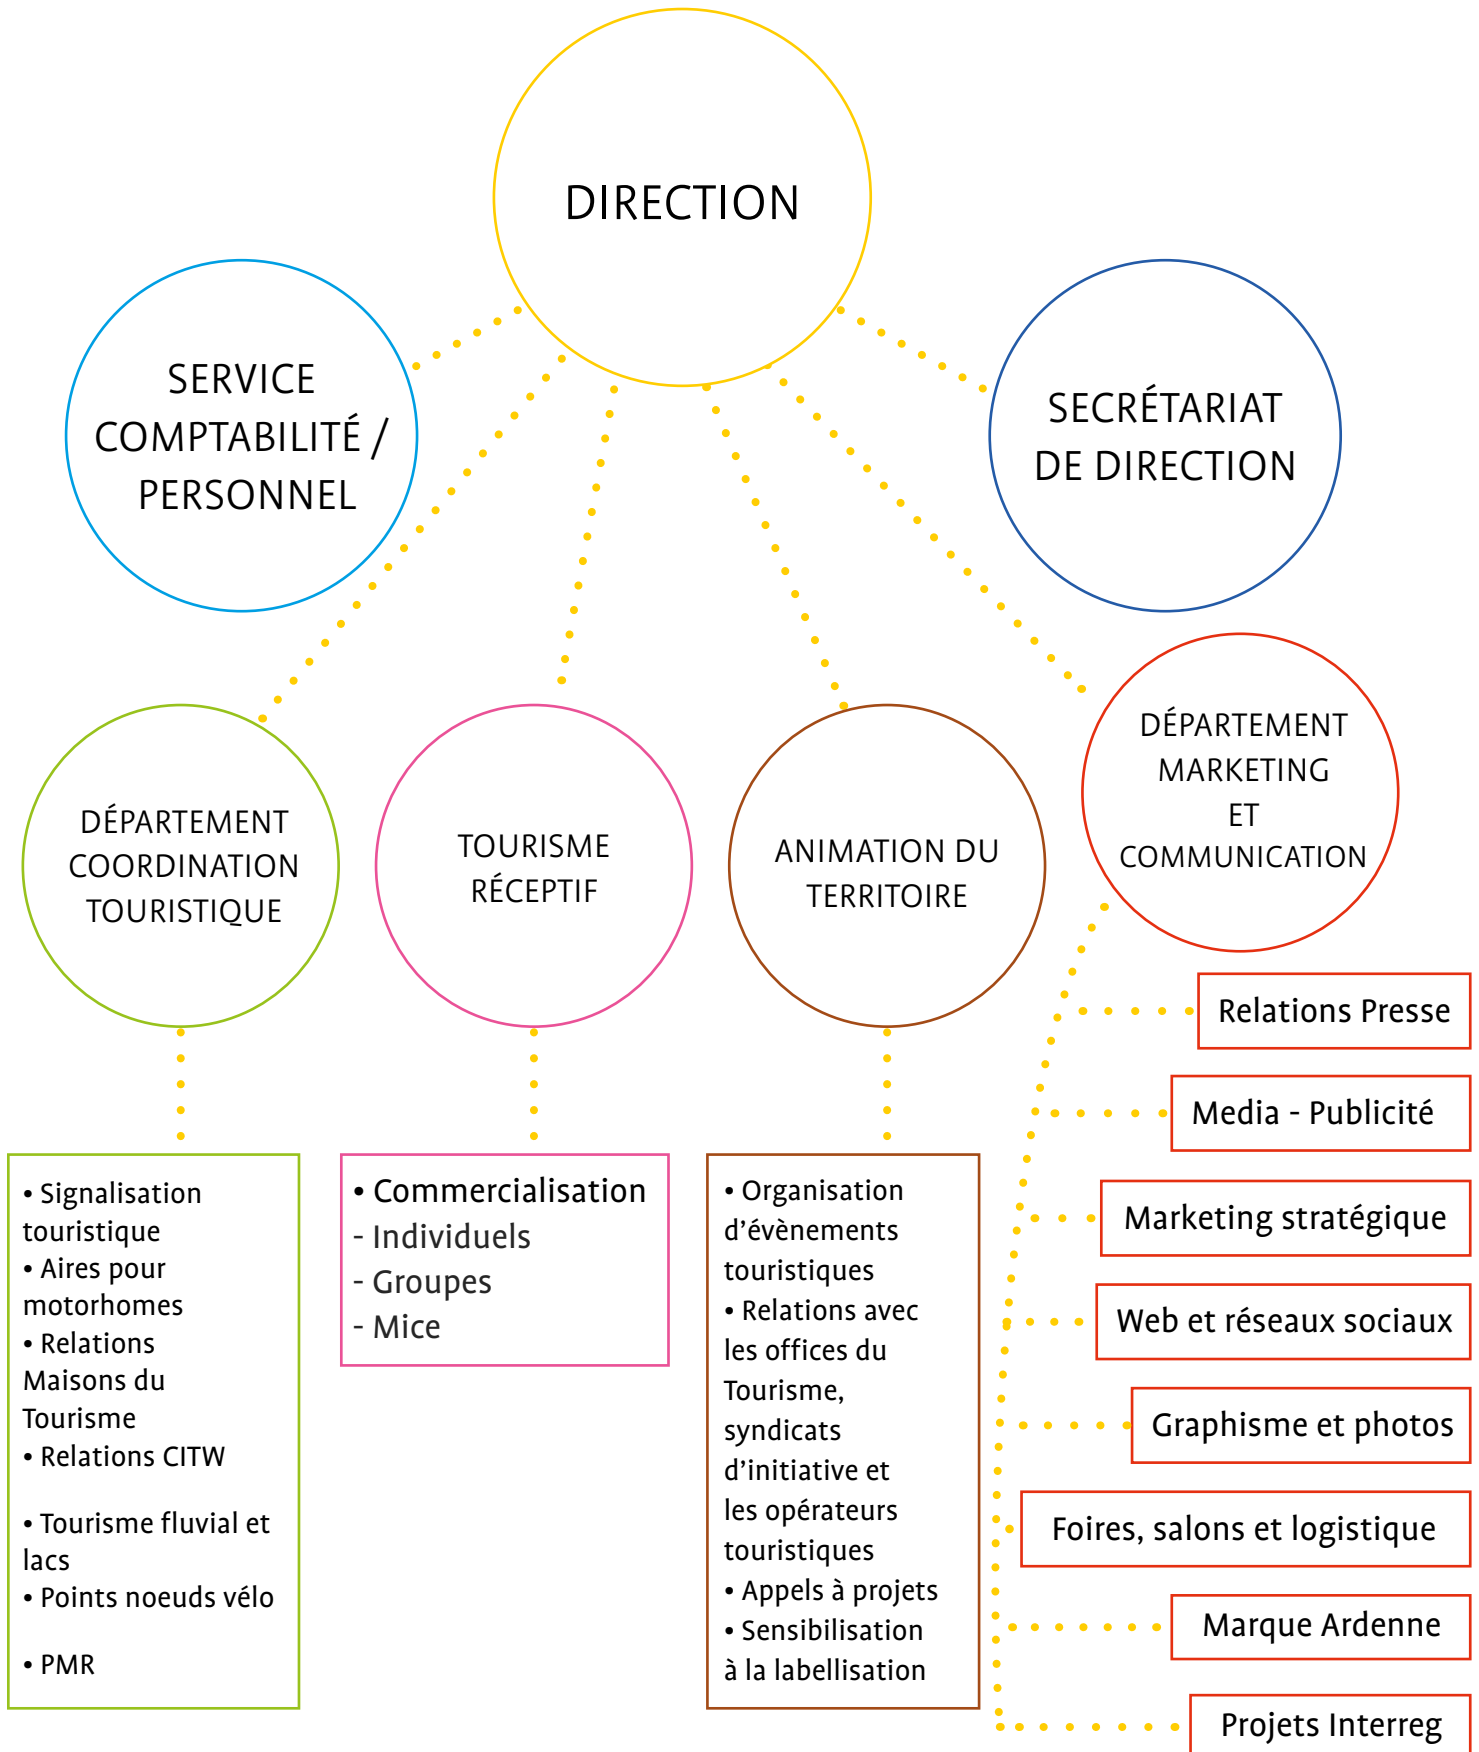 DIRECTION
SERVICE
COMPTABILITÉ /
PERSONNEL
SECRÉTARIAT
DE DIRECTION
DÉPARTEMENT
COORDINATION
TOURISTIQUE
TOURISME
RÉCEPTIF
ANIMATION DU
TERRITOIRE
DÉPARTEMENT
MARKETING
ET
COMMUNICATION
• Signalisation
touristique
• Aires pour
motorhomes
• Relations
Maisons du
Tourisme
• Relations CITW
• Tourisme fluvial et
lacs
• Points noeuds vélo
• PMR
• Commercialisation
- Individuels
- Groupes
- Mice
• Organisation
d’évènements
touristiques
• Relations avec
les offices du
Tourisme,
syndicats
d’initiative et
les opérateurs
touristiques
• Appels à projets
• Sensibilisation
à la labellisation
Relations Presse
Media - Publicité
Marketing stratégique
Web et réseaux sociaux
Graphisme et photos
Foires, salons et logistique
Marque Ardenne
Projets Interreg